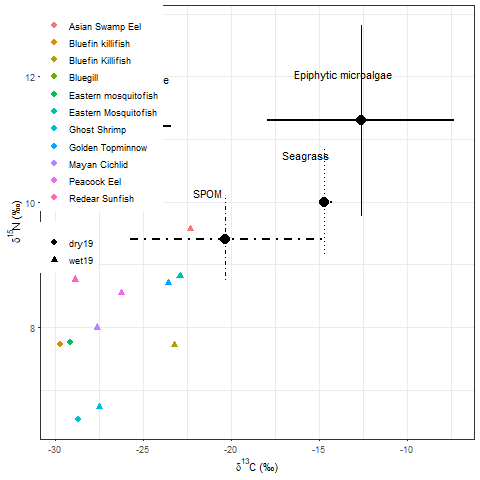 Asian Swamp Eel
Bluefin killifish
Bluefin Killifish
Bluegill
Eastern mosquitofish
Eastern Mosquitofish
Ghost Shrimp
Golden Topminnow
Mayan Cichlid
Peacock Eel
Redear Sunfish
dry19
wet19
e
Epiphytic microalgae
Seagrass
SPOM
12
10
8
δ15N (‰)
-30 -25 -20 -15 -10
δ13C (‰)